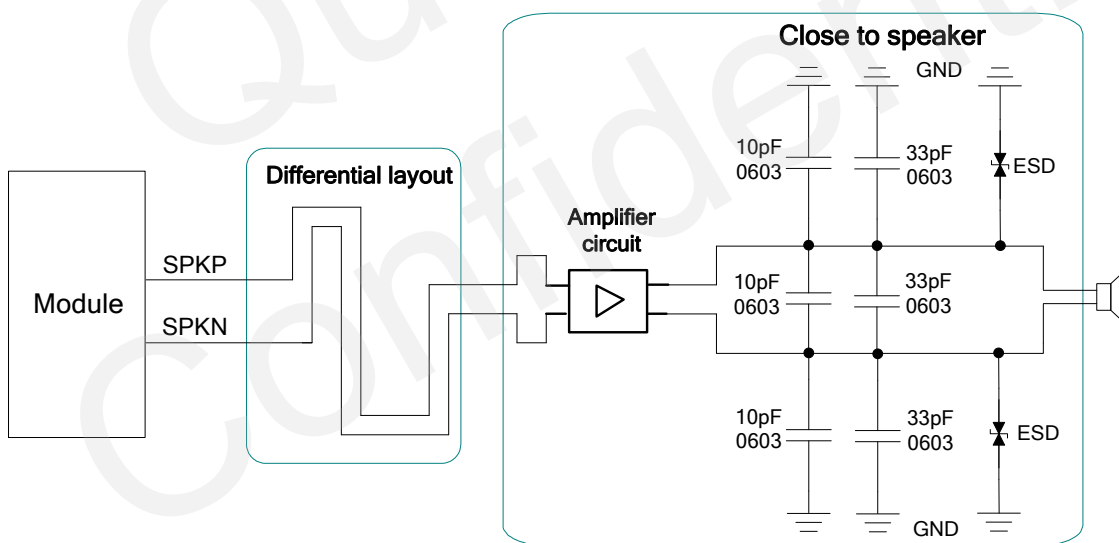 Close to speaker
GND
10pF
0603
33pF
0603
ESD
Differential layout
Amplifier
circuit
SPKP
Module
SPKN
10pF
0603
33pF
0603
10pF
0603
33pF
0603
ESD
GND
Confidential